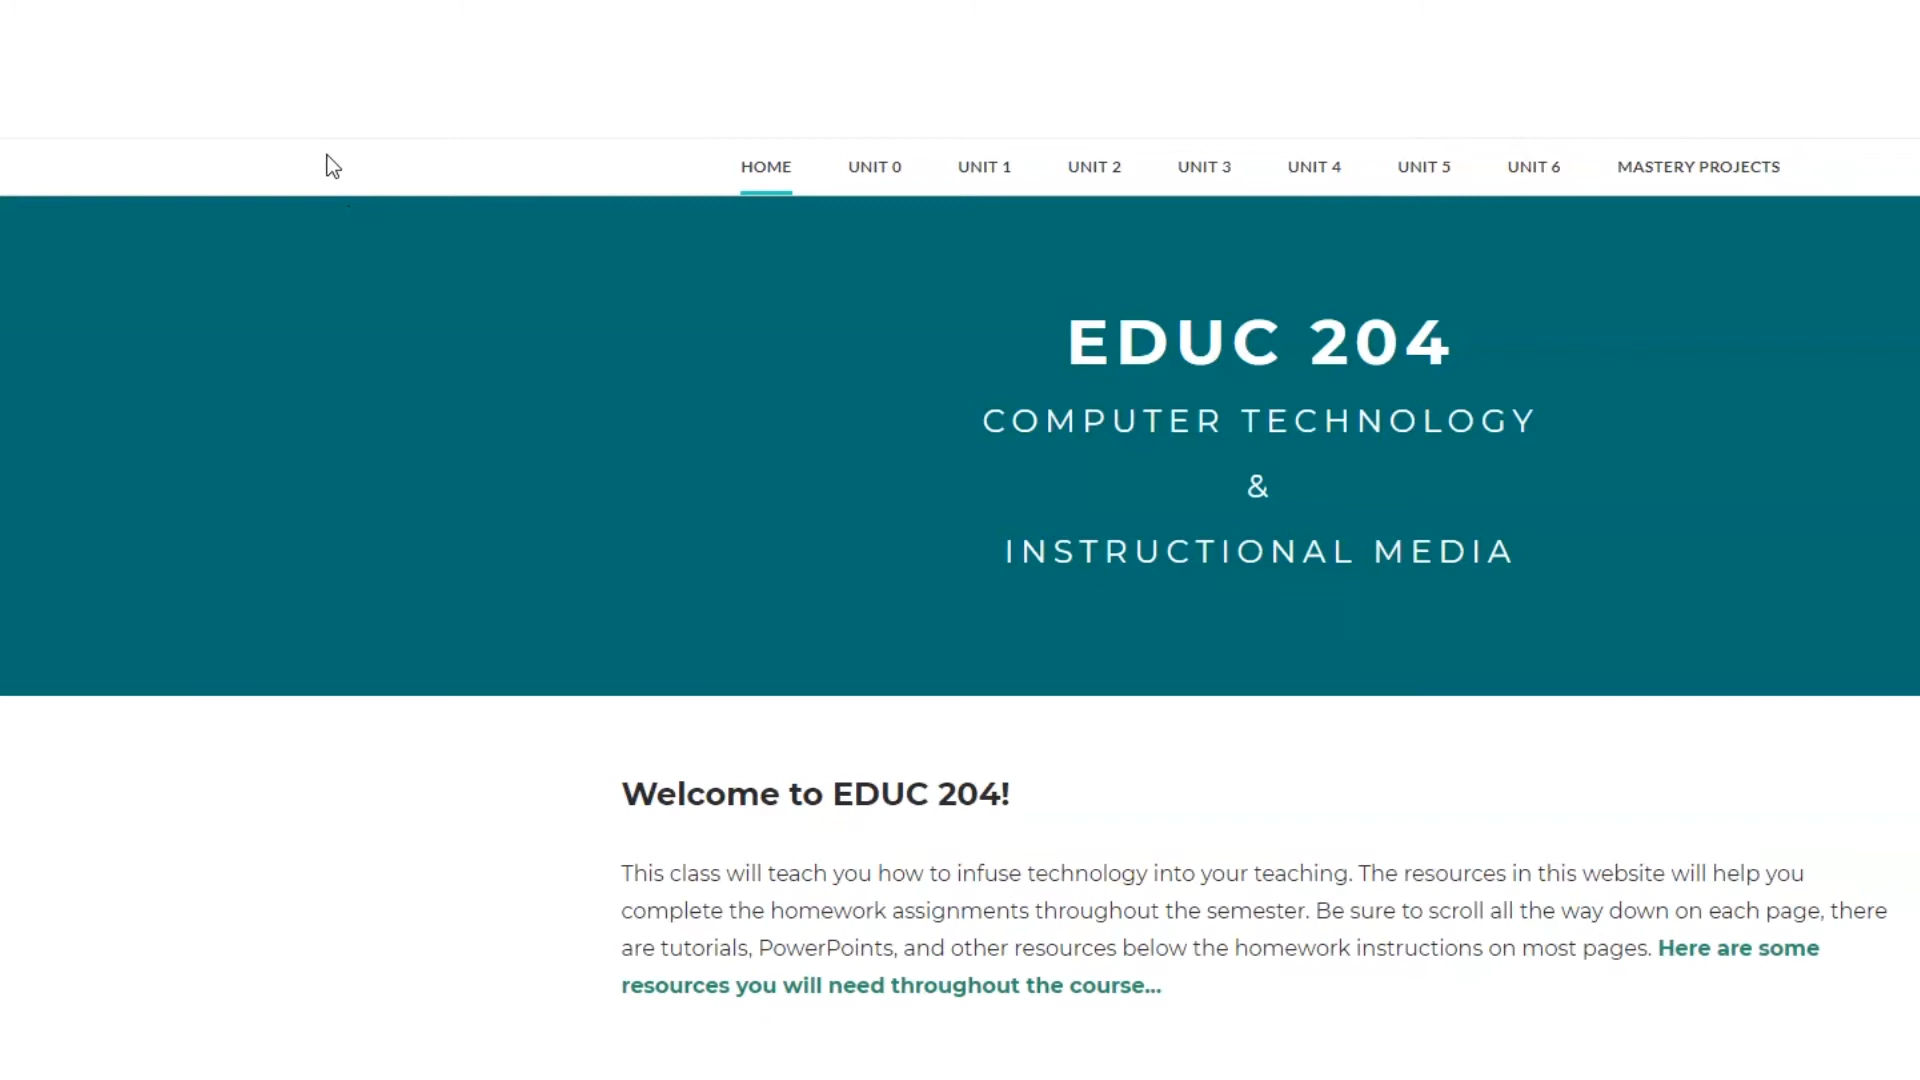 HOME UNIT 0 UNIT 1 UNIT 2 UNIT 3 UNIT 4 UNIT 5 UNIT 6 MASTERY PROJECTS
EDUC 204
COMPUTER TECHNOLOGY
&
INSTRUCTIONAL MEDIA
Welcome to EDUC 204!
This class will teach you how to infuse technology into your teaching. The resources in this website will help you
complete the homework assignments throughout the semester. Be sure to scroll all the way down on each page, there
are tutorials, PowerPoints, and other resources below the homework instructions on most pages. Here are some
resources you will need throughout the course...